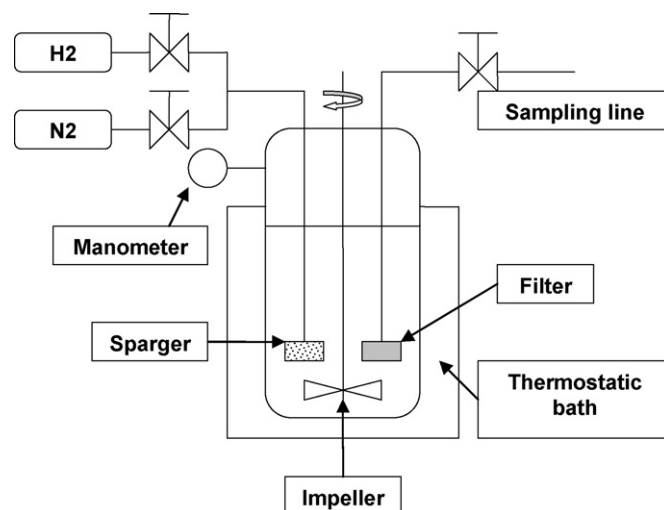 H2
N2
Sampling line
Manometer
Filter
Sparger
Thermostatic
bath
Impeller